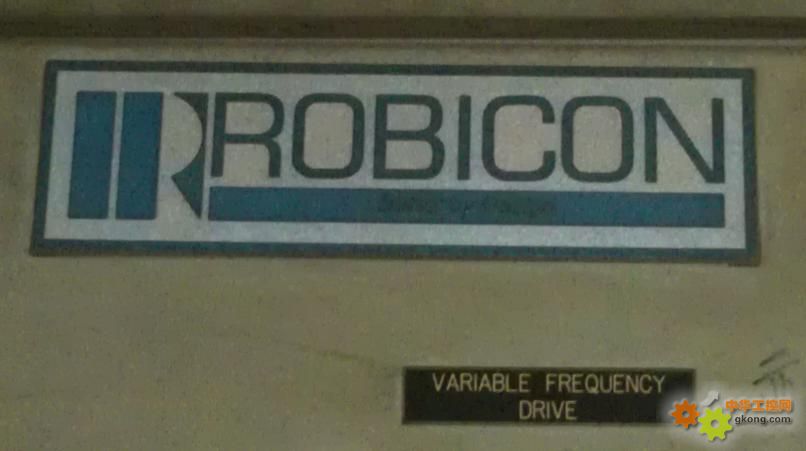 ROBICON
VARIABLE FREQUENCY
DRIVE
中华工控网
gkong.com